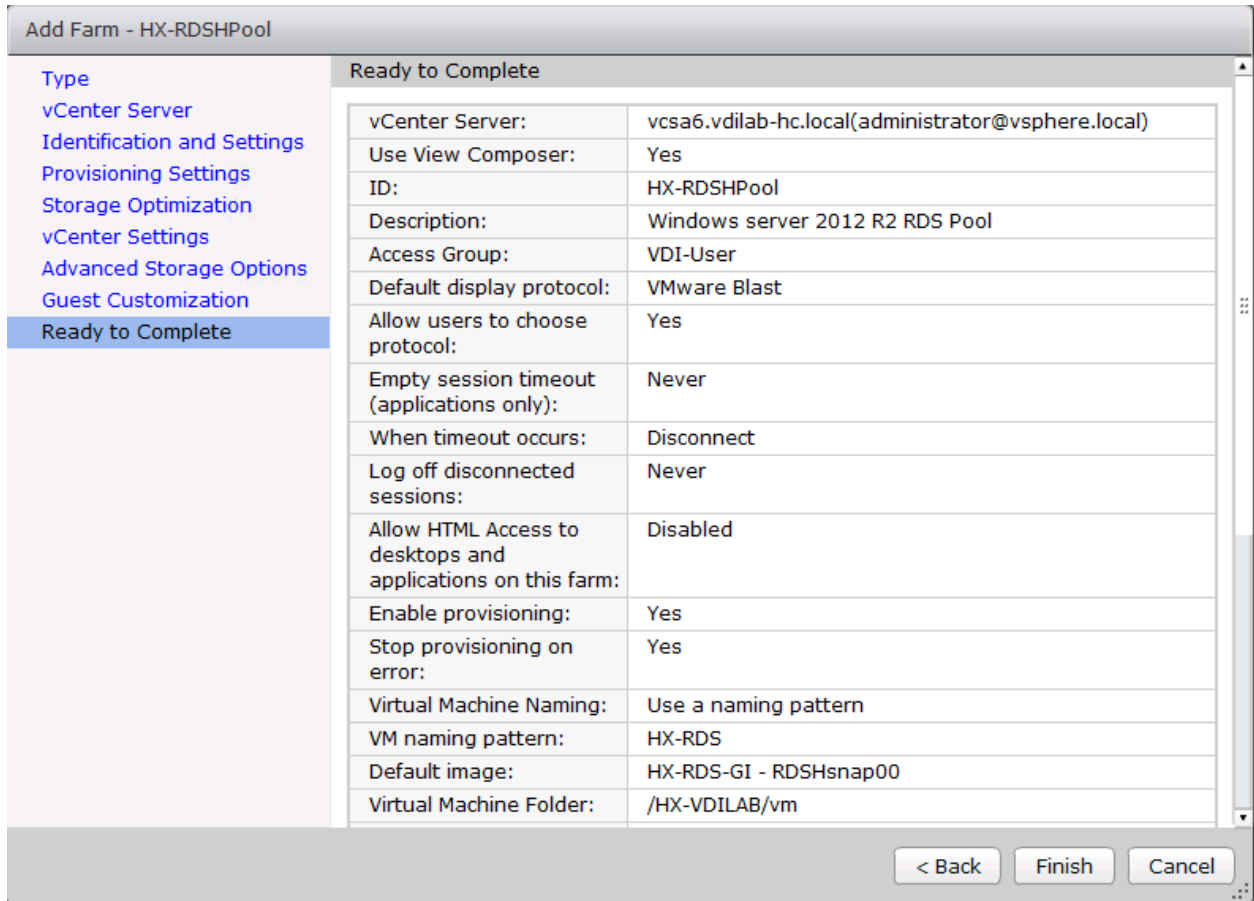 Add Farm - HX-RDSHPool
Type
vCenter Server
Identification and Settings
Provisioning Settings
Storage Optimization
vCenter Settings
Advanced Storage Options
Guest Customization
Ready to Complete
Ready to Complete
vCenter Server: vcsa6.vdilab-hc.local(administrator@vsphere.local)
Use View Composer: Yes
ID: HX-RDSHPool
Description: Windows server 2012 R2 RDS Pool
Access Group: VDI-User
Default display protocol: VMware Blast
Allow users to choose Yes
protocol:
Empty session timeout Never
(applications only):
When timeout occurs: Disconnect
Log off disconnected Never
sessions:
Allow HTML Access to Disabled
desktops and
applications on this farm:
Enable provisioning: Yes
Stop provisioning on Yes
error:
Virtual Machine Naming: Use a naming pattern
VM naming pattern: HX-RDS
Default image: HX-RDS-GI - RDSHsnap00
Virtual Machine Folder: /HX-VDILAB/vm
< Back Finish Cancel